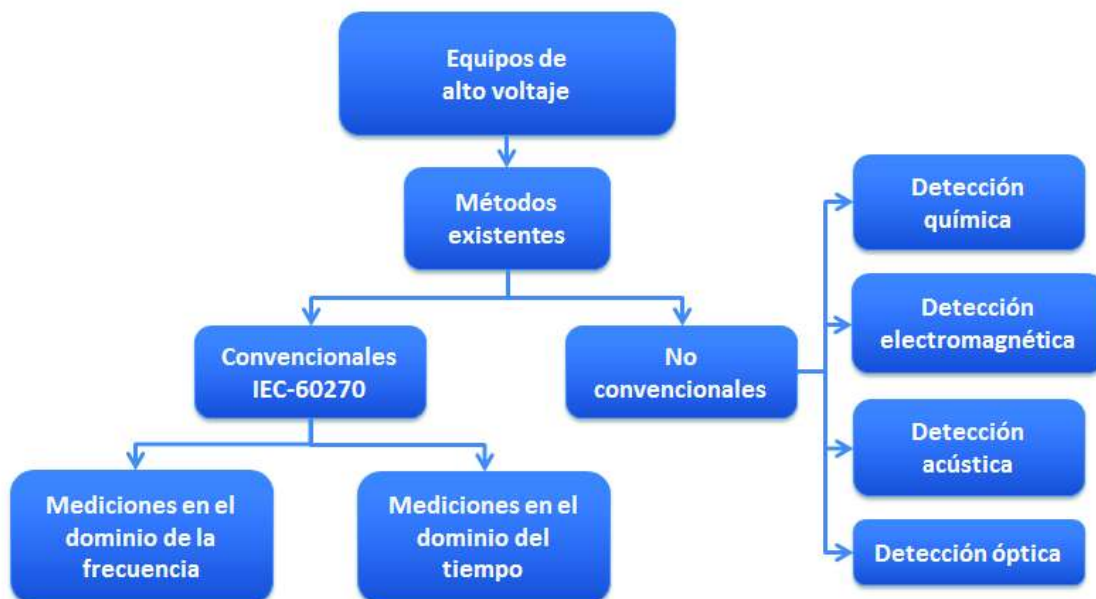 Equipos de
alto voltaje
Métodos
existentes
Convencionales
IEC-60270
No
convencionales
Mediciones en el
dominio de la
frecuencia
Mediciones en el
dominio del
tiempo
Detección
química
Detección
electromagnética
Detección
acústica
Detección óptica